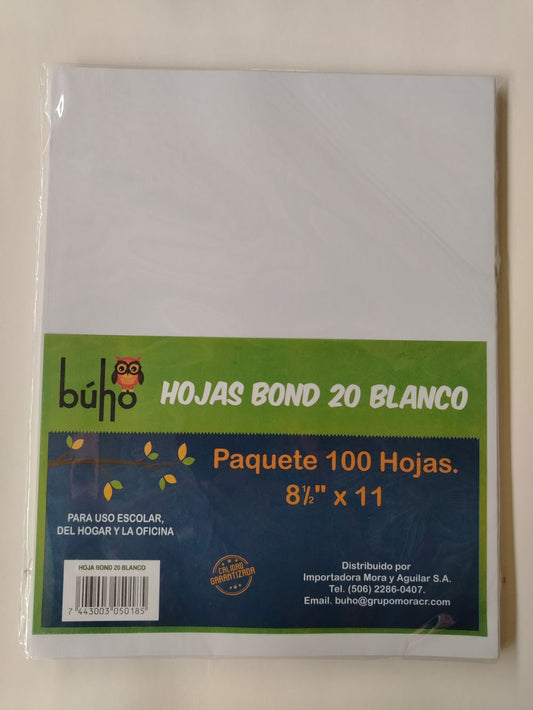 búho
HOJAS BOND 20 BLANCO
Paquete 100 Hojas.
8½" x 11
PARA USO ESCOLAR,
DEL HOGAR Y LA OFICINA
HOJA BOND 20 BLANCO
7 443003 050185
CALIDAD
GARANTIZADA
Distribuido por
Importadora Mora y Aguilar S.A.
Tel. (506) 2286-0407.
Email. buho@grupomoracr.com